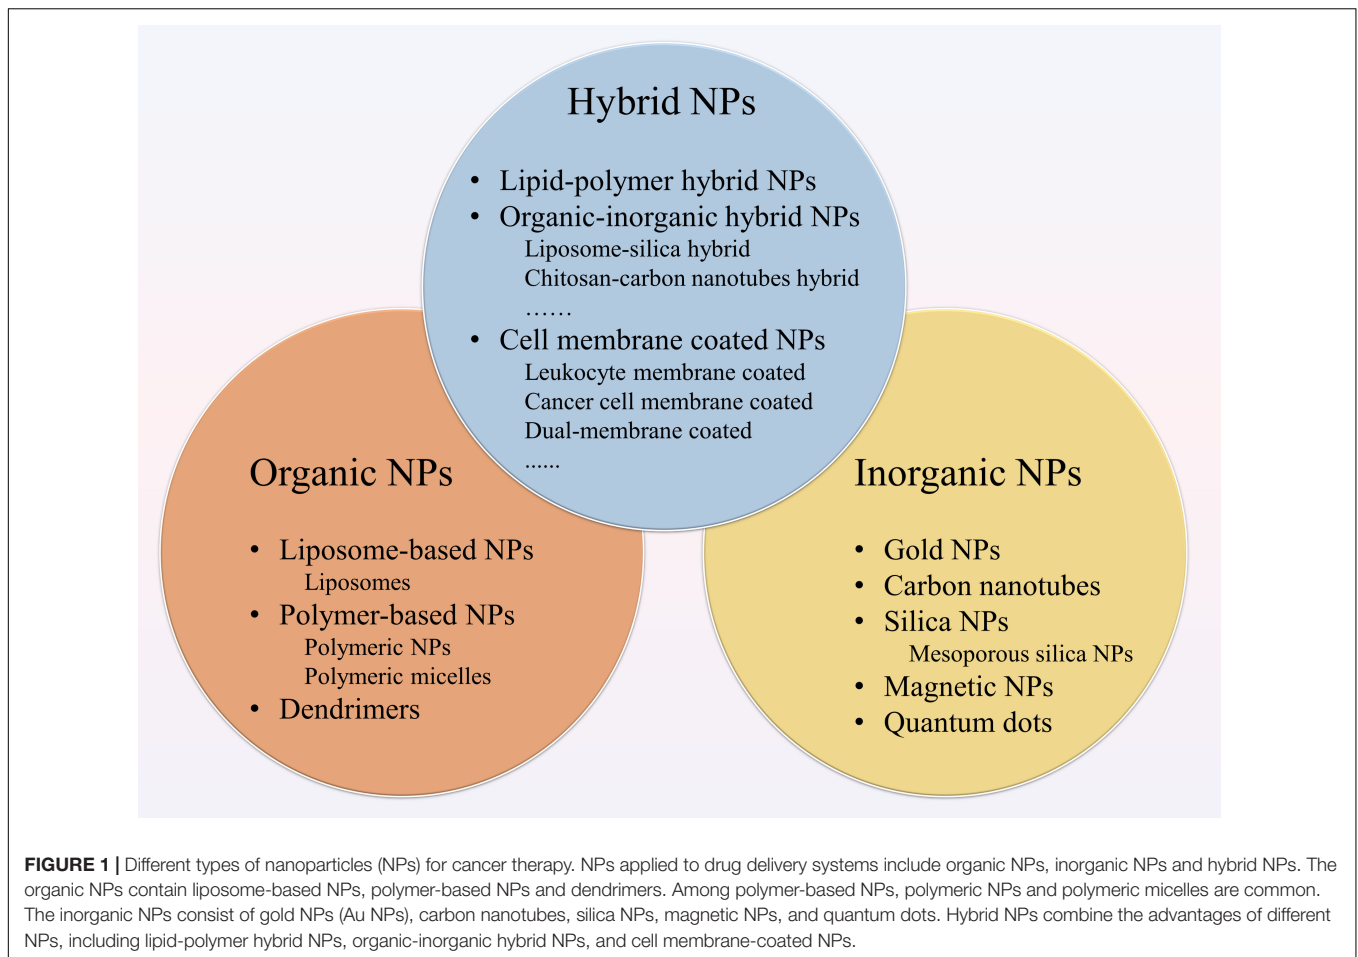 Hybrid NPs
• Lipid-polymer hybrid NPs
• Organic-inorganic hybrid NPs
Liposome-silica hybrid
Chitosan-carbon nanotubes hybrid
……
• Cell membrane coated NPs
Leukocyte membrane coated
Cancer cell membrane coated
Dual-membrane coated
......
Organic NPs
• Liposome-based NPs
Liposomes
• Polymer-based NPs
Polymeric NPs
Polymeric micelles
• Dendrimers
Inorganic NPs
• Gold NPs
• Carbon nanotubes
• Silica NPs
Mesoporous silica NPs
• Magnetic NPs
• Quantum dots
FIGURE 1 | Different types of nanoparticles (NPs) for cancer therapy. NPs applied to drug delivery systems include organic NPs, inorganic NPs and hybrid NPs. The
organic NPs contain liposome-based NPs, polymer-based NPs and dendrimers. Among polymer-based NPs, polymeric NPs and polymeric micelles are common.
The inorganic NPs consist of gold NPs (Au NPs), carbon nanotubes, silica NPs, magnetic NPs, and quantum dots. Hybrid NPs combine the advantages of different
NPs, including lipid-polymer hybrid NPs, organic-inorganic hybrid NPs, and cell membrane-coated NPs.